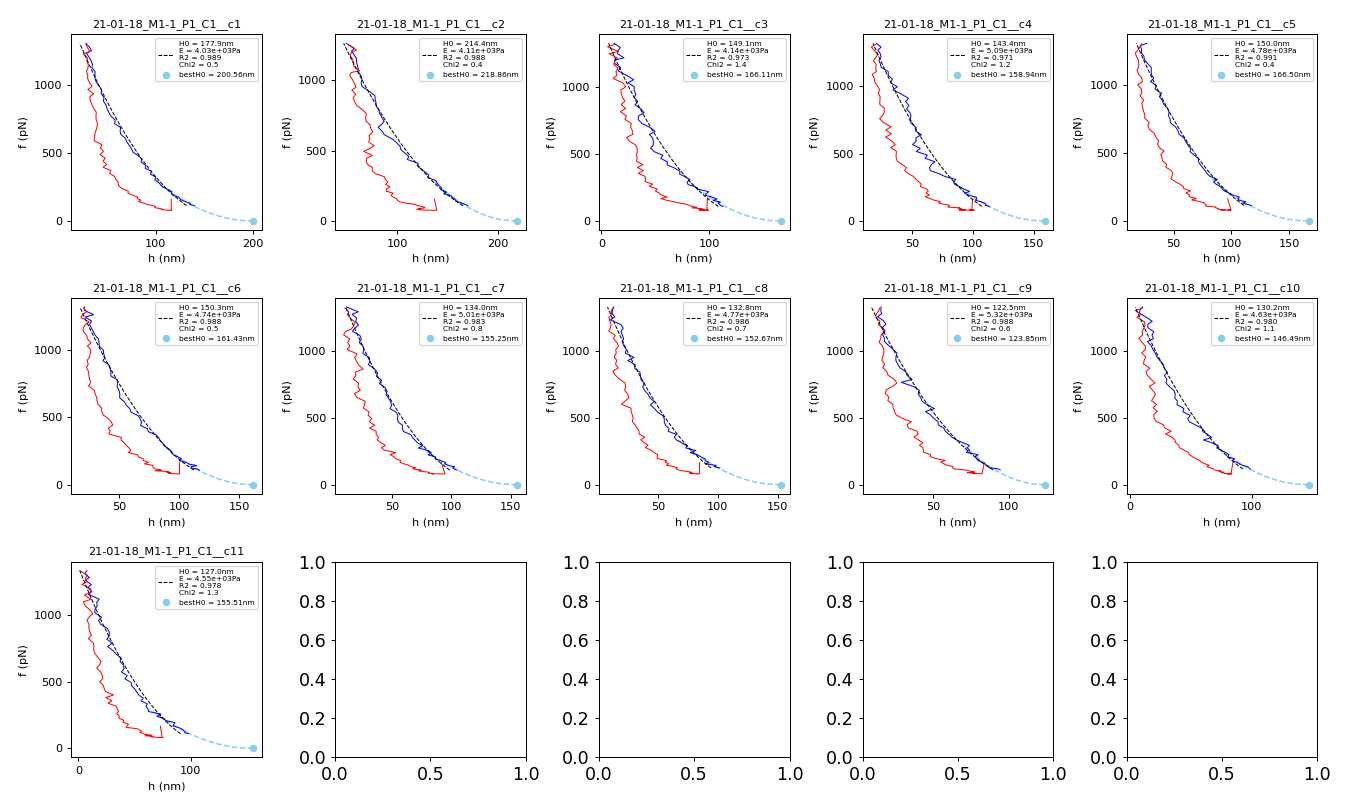 21-01-18_M1-1_P1_C1__c1
H0 = 177.9nm
E = 4.03e+03Pa
R2 = 0.989
Chi2 = 0.5
bestH0 = 200.56nm
f (pN)
1000
500
0
100
200
h (nm)
21-01-18_M1-1_P1_C1__c2
H0 = 214.4nm
E = 4.11e+03Pa
R2 = 0.988
Chi2 = 0.4
bestH0 = 218.86nm
f (pN)
1000
500
0
100
200
h (nm)
21-01-18_M1-1_P1_C1__c3
H0 = 149.1nm
E = 4.14e+03Pa
R2 = 0.973
Chi2 = 1.4
bestH0 = 166.11nm
f (pN)
1000
500
0
0
100
h (nm)
21-01-18_M1-1_P1_C1__c4
H0 = 143.4nm
E = 5.09e+03Pa
R2 = 0.971
Chi2 = 1.2
bestH0 = 158.94nm
f (pN)
1000
500
0
50
100
150
h (nm)
21-01-18_M1-1_P1_C1__c5
H0 = 150.0nm
E = 4.78e+03Pa
R2 = 0.991
Chi2 = 0.4
bestH0 = 166.50nm
f (pN)
1000
500
0
50
100
150
h (nm)
21-01-18_M1-1_P1_C1__c6
H0 = 150.3nm
E = 4.74e+03Pa
R2 = 0.988
Chi2 = 0.5
bestH0 = 161.43nm
f (pN)
1000
500
0
50
100
150
h (nm)
21-01-18_M1-1_P1_C1__c7
H0 = 134.0nm
E = 5.01e+03Pa
R2 = 0.983
Chi2 = 0.8
bestH0 = 155.25nm
f (pN)
1000
500
0
50
100
150
h (nm)
21-01-18_M1-1_P1_C1__c8
H0 = 132.8nm
E = 4.77e+03Pa
R2 = 0.986
Chi2 = 0.7
bestH0 = 152.67nm
f (pN)
1000
500
0
50
100
150
h (nm)
21-01-18_M1-1_P1_C1__c9
H0 = 122.5nm
E = 5.32e+03Pa
R2 = 0.988
Chi2 = 0.6
bestH0 = 123.85nm
f (pN)
1000
500
0
50
100
h (nm)
21-01-18_M1-1_P1_C1__c10
H0 = 130.2nm
E = 4.63e+03Pa
R2 = 0.980
Chi2 = 1.1
bestH0 = 146.49nm
f (pN)
1000
500
0
0
100
h (nm)
21-01-18_M1-1_P1_C1__c11
H0 = 127.0nm
E = 4.55e+03Pa
R2 = 0.978
Chi2 = 1.3
bestH0 = 155.51nm
f (pN)
1000
500
0
0
100
h (nm)
1.0
0.8
0.6
0.4
0.2
0.0
0.0
0.5
1.0
1.0
0.8
0.6
0.4
0.2
0.0
0.0
0.5
1.0
1.0
0.8
0.6
0.4
0.2
0.0
0.0
0.5
1.0
1.0
0.8
0.6
0.4
0.2
0.0
0.0
0.5
1.0